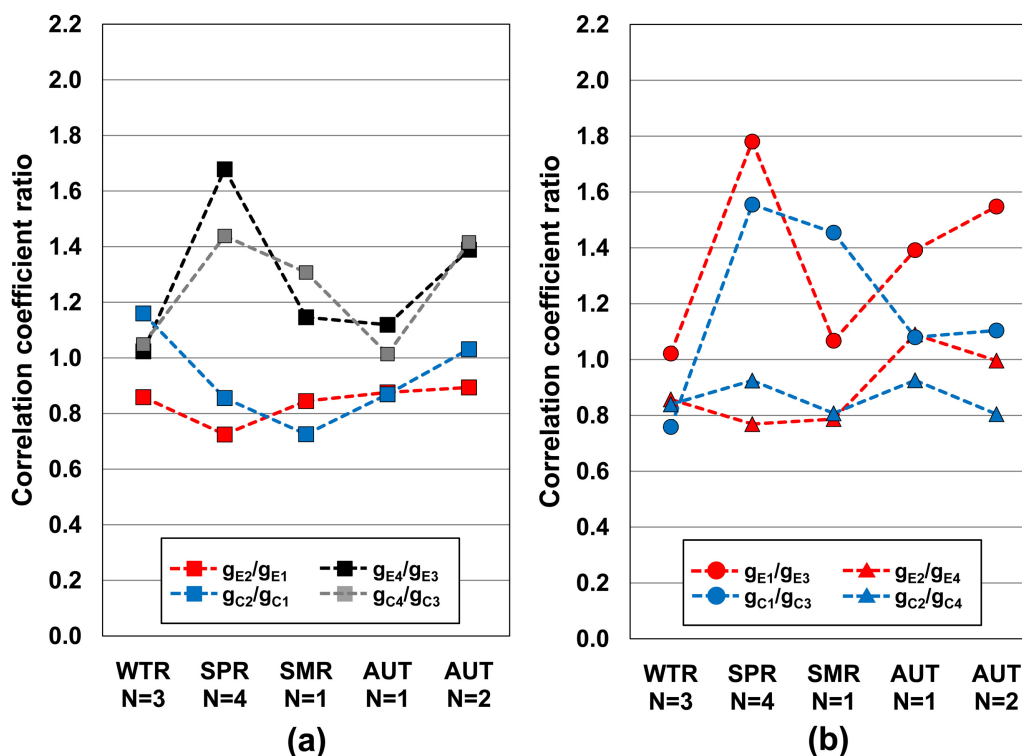 Correlation coefficient ratio
2.2
2.0
1.8
1.6
1.4
1.2
1.0
0.8
0.6
0.4
0.2
0.0
gE2/gE1 gE4/gE3
gC2/gC1 gC4/gC3
WTR SPR SMR AUT AUT
N=3 N=4 N=1 N=1 N=2
(a)
Correlation coefficient ratio
2.2
2.0
1.8
1.6
1.4
1.2
1.0
0.8
0.6
0.4
0.2
0.0
gE1/gE3 gE2/gE4
gC1/gC3 gC2/gC4
WTR SPR SMR AUT AUT
N=3 N=4 N=1 N=1 N=2
(b)